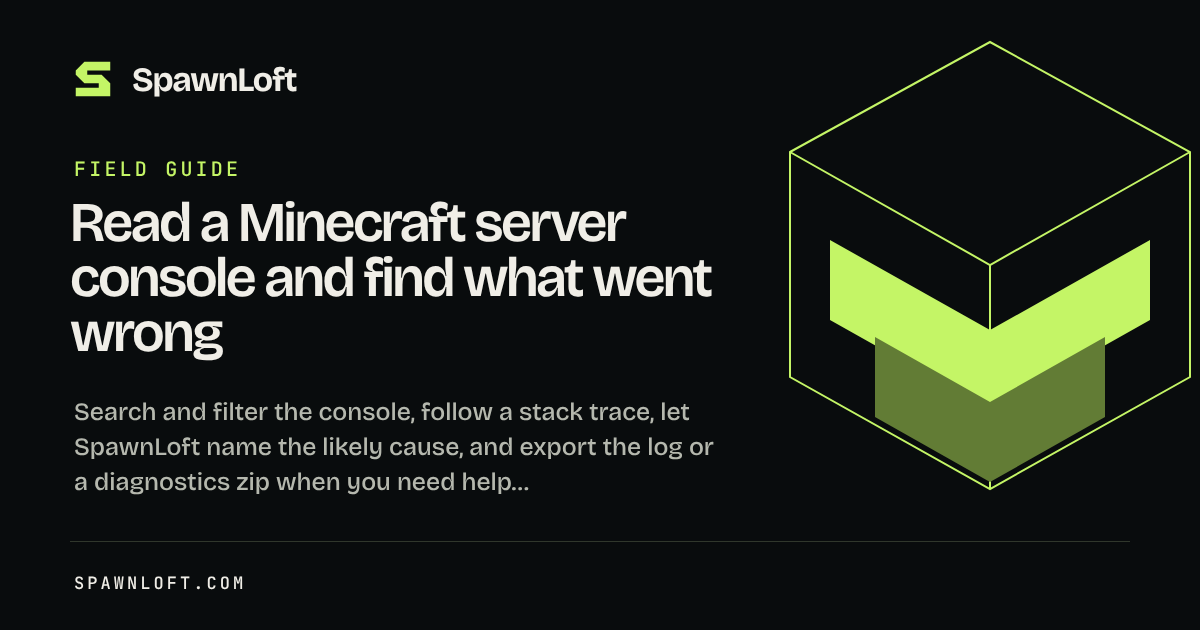 SpawnLoft
FIELD GUIDE
Read a Minecraft server
console and find what went
wrong
Search and filter the console, follow a stack trace, let
SpawnLoft name the likely cause, and export the log or
a diagnostics zip when you need help...
SPAWNLOFT.COM